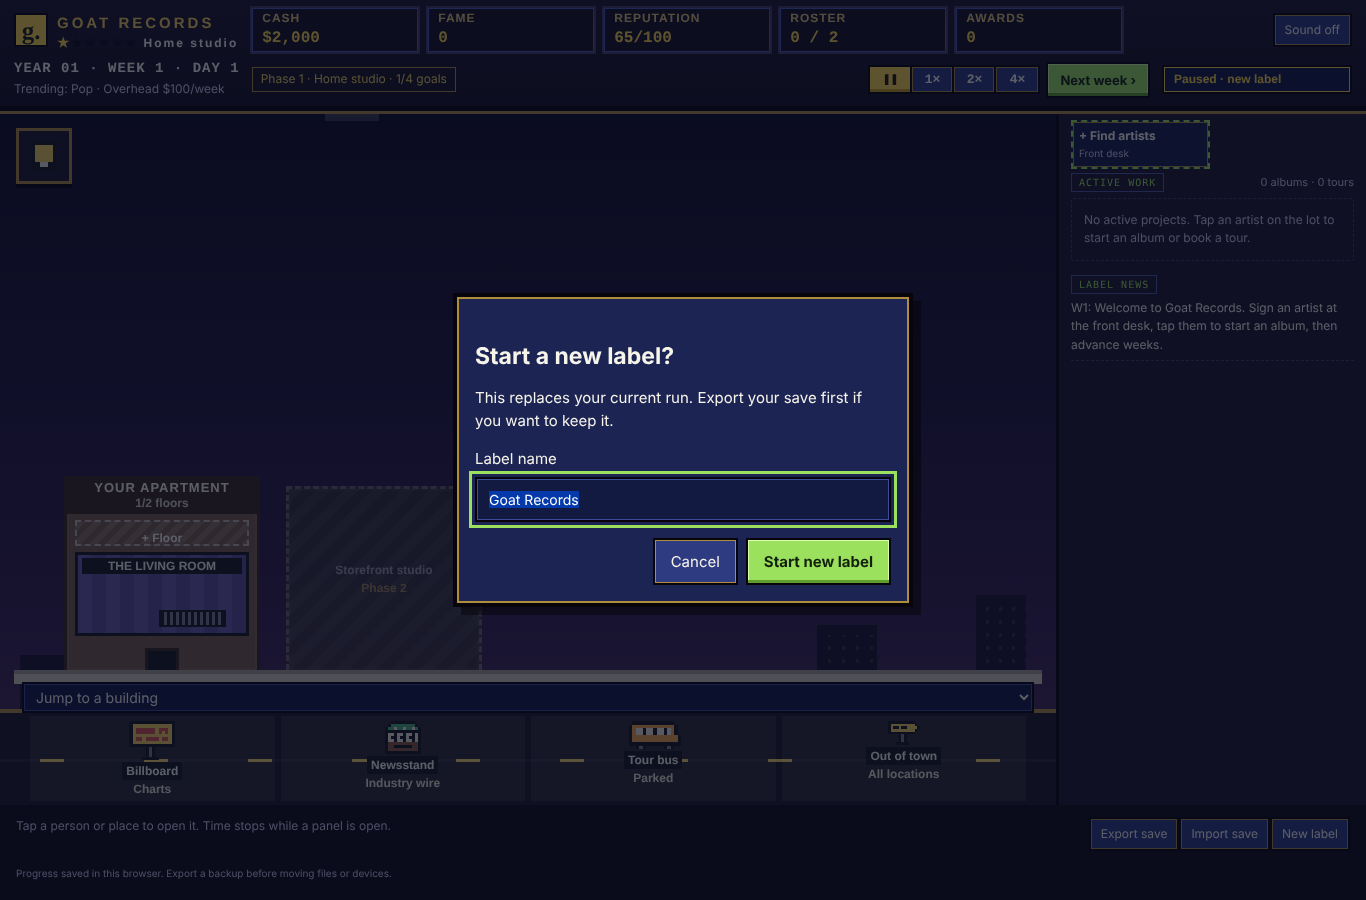 g.
GOAT RECORDS
Home studio
CASH
$2,000
FAME
0
REPUTATION
65/100
ROSTER
0 / 2
AWARDS
0
Sound off
YEAR 01 · WEEK 1 · DAY 1
Trending: Pop · Overhead $100/week
Phase 1 · Home studio · 1/4 goals
1×
2×
4×
Next week ›
Paused · new label
+ Find artists
Front desk
ACTIVE WORK
0 albums · 0 tours
No active projects. Tap an artist on the lot to
start an album or book a tour.
LABEL NEWS
W1: Welcome to Goat Records. Sign an artist at
the front desk, tap them to start an album, then
advance weeks.
Start a new label?
This replaces your current run. Export your save first if
you want to keep it.
Label name
Goat Records
Cancel
Start new label
YOUR APARTMENT
1/2 floors
+ Floor
THE LIVING ROOM
Storefront studio
Phase 2
Jump to a building
Billboard
Charts
Newsstand
Industry wire
Tour bus
Parked
Out of town
All locations
Tap a person or place to open it. Time stops while a panel is open.
Export save
Import save
New label
Progress saved in this browser. Export a backup before moving files or devices.